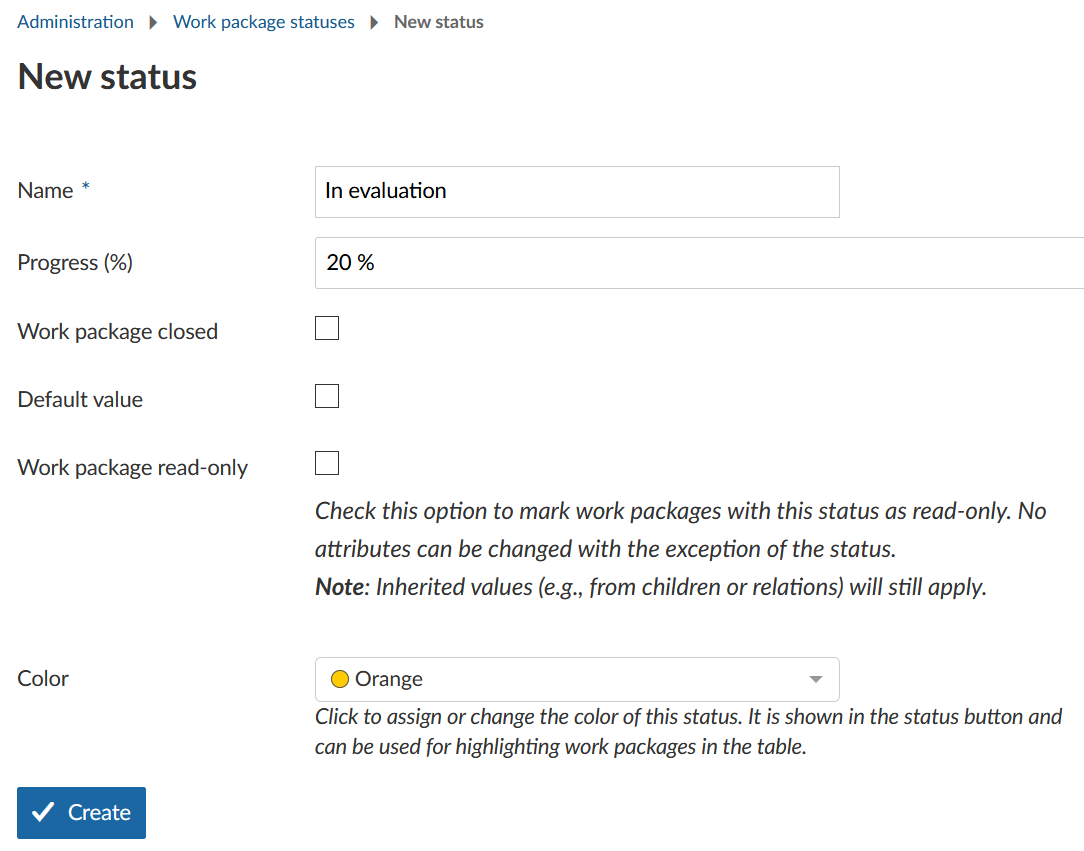 Administration Work package statuses New status
New status
Name *
In evaluation
Progress (%)
20 %
Work package closed
Default value
Work package read-only
Check this option to mark work packages with this status as read-only. No
attributes can be changed with the exception of the status.
Note: Inherited values (e.g., from children or relations) will still apply.
Color
Orange
Click to assign or change the color of this status. It is shown in the status button and
can be used for highlighting work packages in the table.
Create